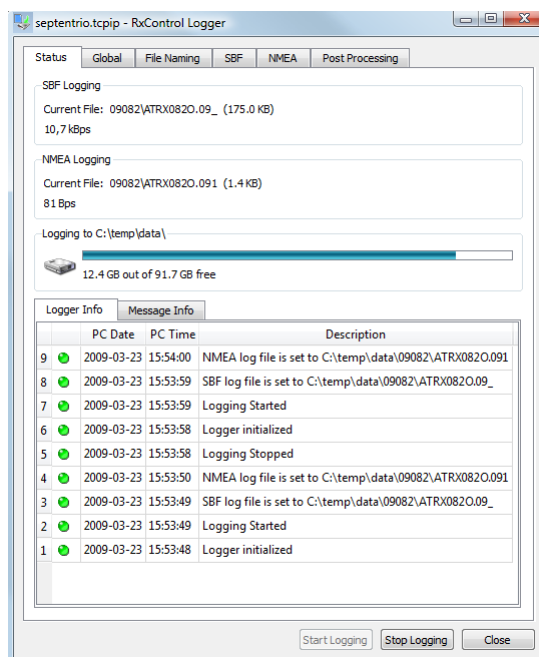 septentrio.tcpip - RxControl Logger
Status Global File Naming SBF NMEA Post Processing
SBF Logging
Current File: 09082\ATRX082O.09_ (175.0 KB)
10,7 kBps
NMEA Logging
Current File: 09082\ATRX082O.091 (1.4 KB)
81 Bps
Logging to C:\temp\data\
12.4 GB out of 91.7 GB free
Logger Info Message Info
PC Date PC Time Description
9 2009-03-23 15:54:00 NMEA log file is set to C:\temp\data\09082\ATRX082O.091
8 2009-03-23 15:53:59 SBF log file is set to C:\temp\data\09082\ATRX082O.09_
7 2009-03-23 15:53:59 Logging Started
6 2009-03-23 15:53:58 Logger initialized
5 2009-03-23 15:53:58 Logging Stopped
4 2009-03-23 15:53:50 NMEA log file is set to C:\temp\data\09082\ATRX082O.091
3 2009-03-23 15:53:49 SBF log file is set to C:\temp\data\09082\ATRX082O.09_
2 2009-03-23 15:53:49 Logging Started
1 2009-03-23 15:53:48 Logger initialized
Start Logging Stop Logging Close